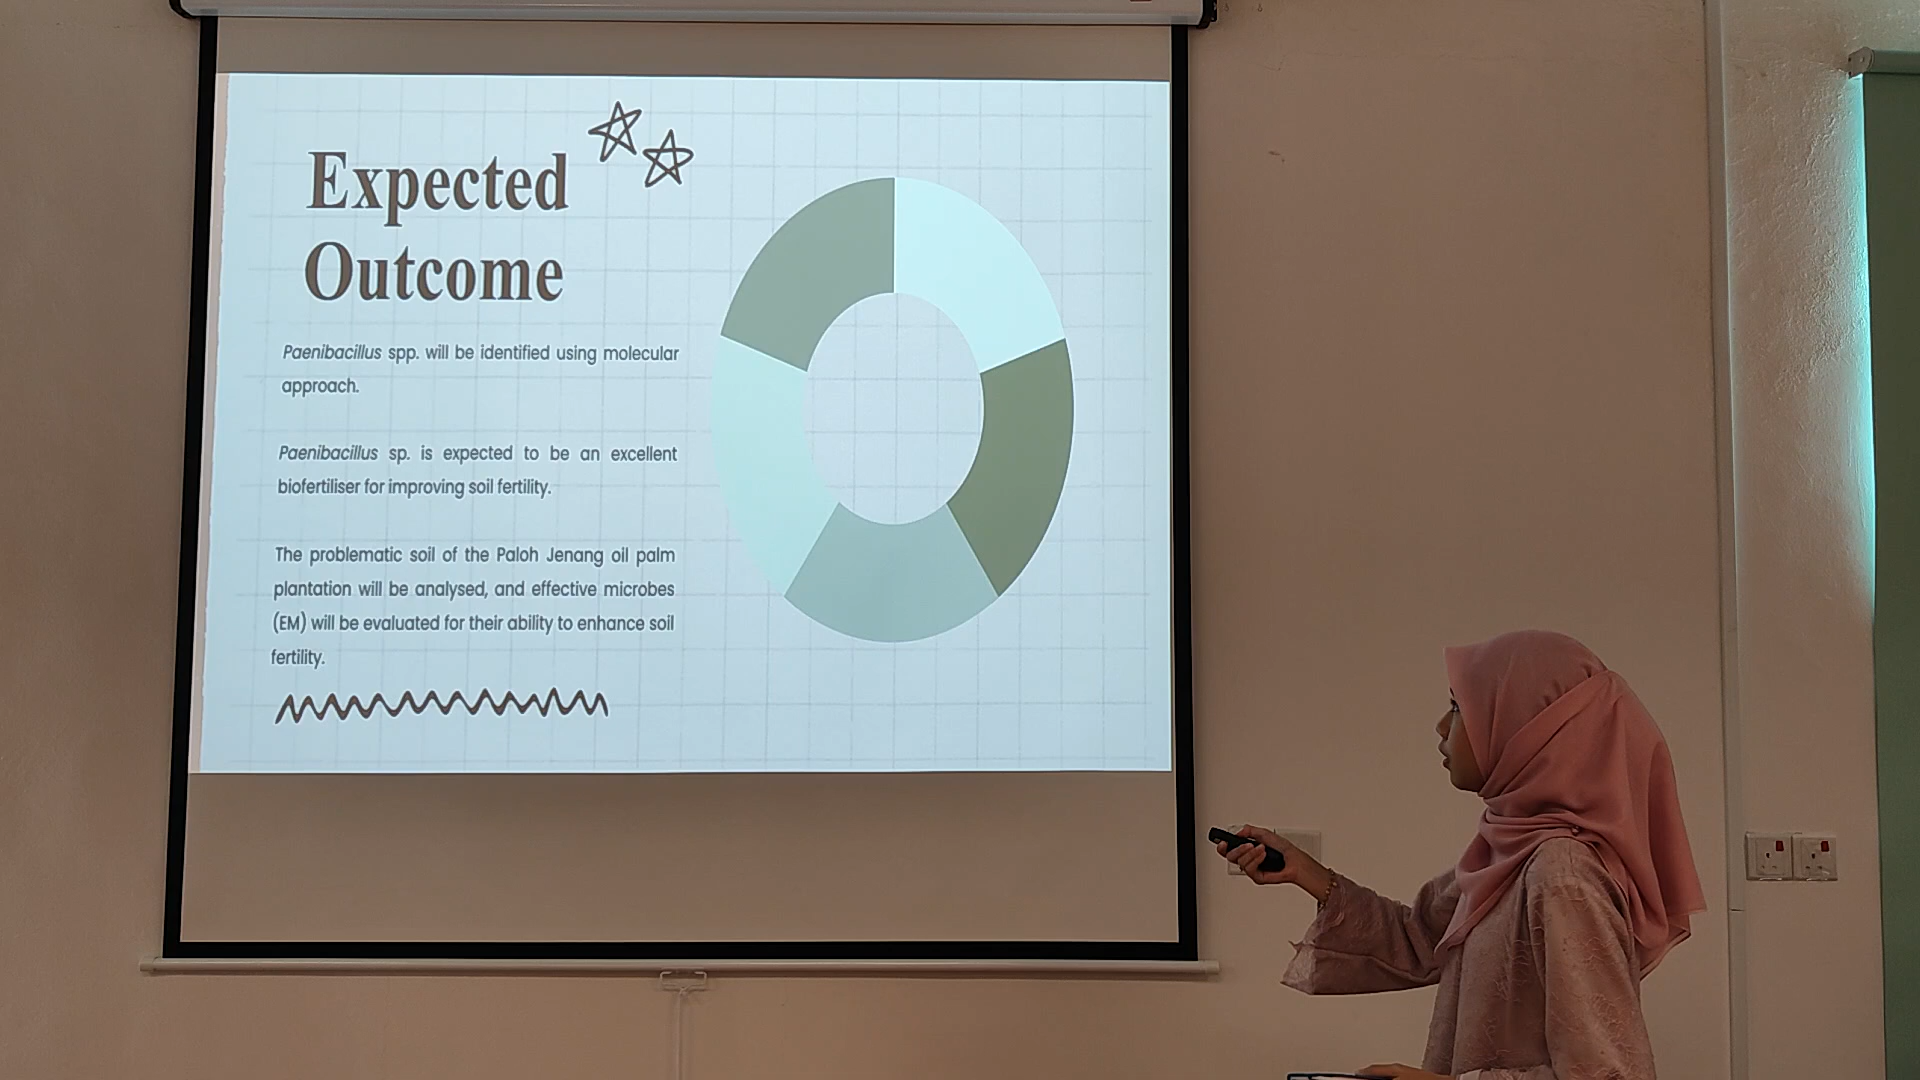 Expected
Outcome
Paenibacillus spp. will be identified using molecular
approach.
Paenibacillus sp. is expected to be an excellent
biofertiliser for improving soil fertility.
The problematic soil of the Paloh Jenang oil palm
plantation will be analysed, and effective microbes
(EM) will be evaluated for their ability to enhance soil
fertility.